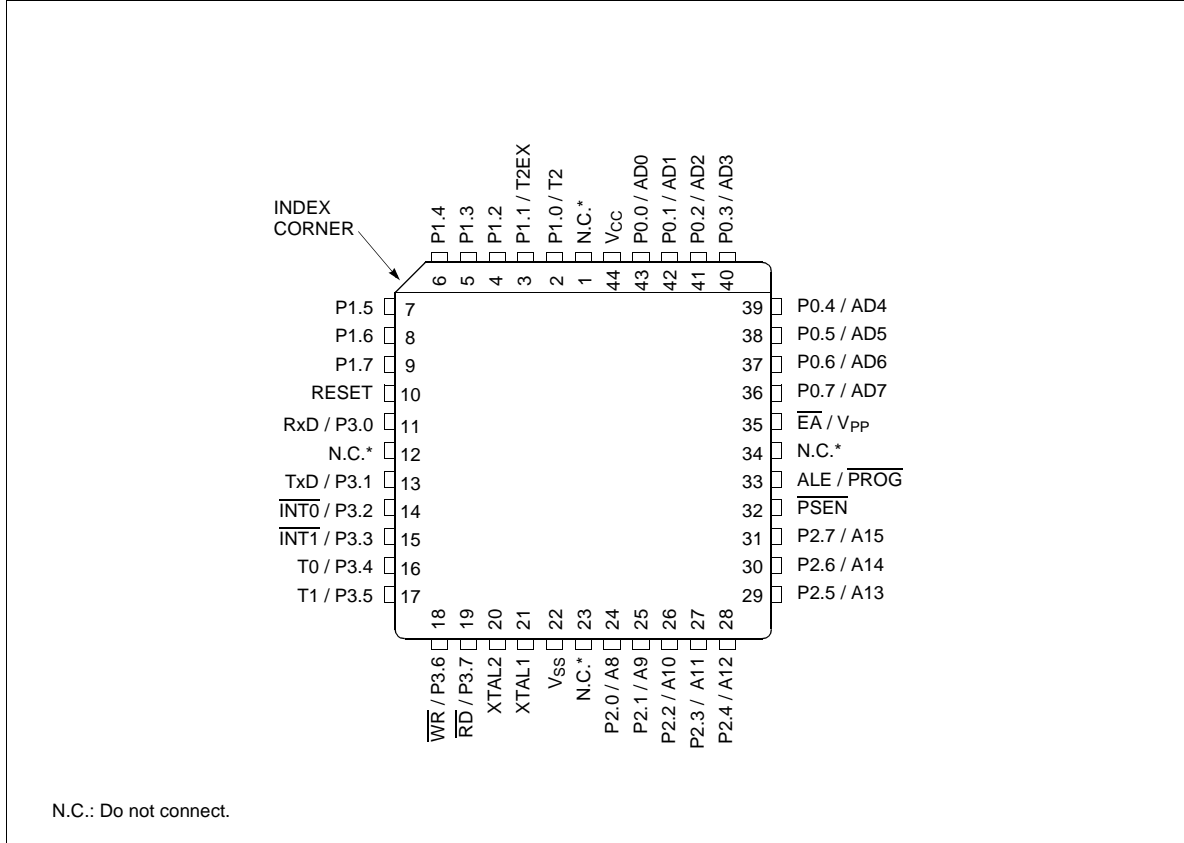 INDEX
CORNER
P1.4
P1.3
P1.2
P1.1 / T2EX
P1.0 / T2
N.C.*
VCC
P0.0 / AD0
P0.1 / AD1
P0.2 / AD2
P0.3 / AD3
6
5
4
3
2
1
44
43
42
41
40
P1.5 7
P1.6 8
P1.7 9
RESET 10
RxD / P3.0 11
N.C.* 12
TxD / P3.1 13
I̅N̅T̅0̅ / P3.2 14
I̅N̅T̅1̅ / P3.3 15
T0 / P3.4 16
T1 / P3.5 17
39 P0.4 / AD4
38 P0.5 / AD5
37 P0.6 / AD6
36 P0.7 / AD7
35 E̅A̅ / VPP
34 N.C.*
33 ALE / P̅R̅O̅G̅
32 P̅S̅E̅N̅
31 P2.7 / A15
30 P2.6 / A14
29 P2.5 / A13
18
19
20
21
22
23
24
25
26
27
28
W̅R̅ / P3.6
R̅D̅ / P3.7
XTAL2
XTAL1
VSS
N.C.*
P2.0 / A8
P2.1 / A9
P2.2 / A10
P2.3 / A11
P2.4 / A12
N.C.: Do not connect.